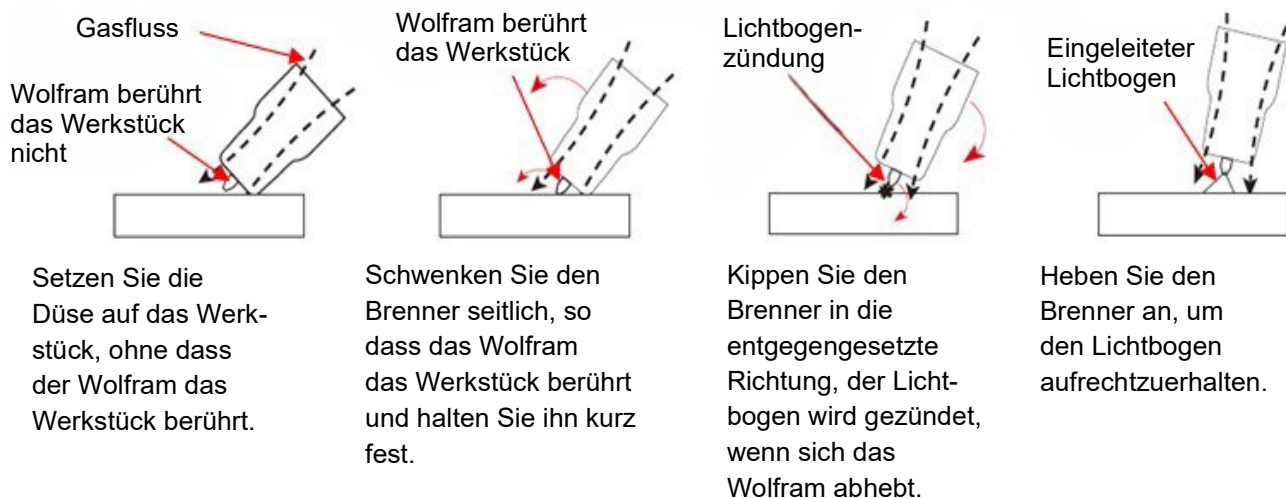 Gasfluss
Wolfram berührt
das Werkstück
nicht
Wolfram berührt
das Werkstück
Lichtbogen-
zündung
Eingeleiteter
Lichtbogen
Setzen Sie die
Düse auf das Werk-
stück, ohne dass
der Wolfram das
Werkstück berührt.
Schwenken Sie den
Brenner seitlich, so
dass das Wolfram
das Werkstück berührt
und halten Sie ihn kurz
fest.
Kippen Sie den
Brenner in die
entgegengesetzte
Richtung, der Licht-
bogen wird gezündet,
wenn sich das
Wolfram abhebt.
Heben Sie den
Brenner an, um
den Lichtbogen
aufrechtzuerhalten.